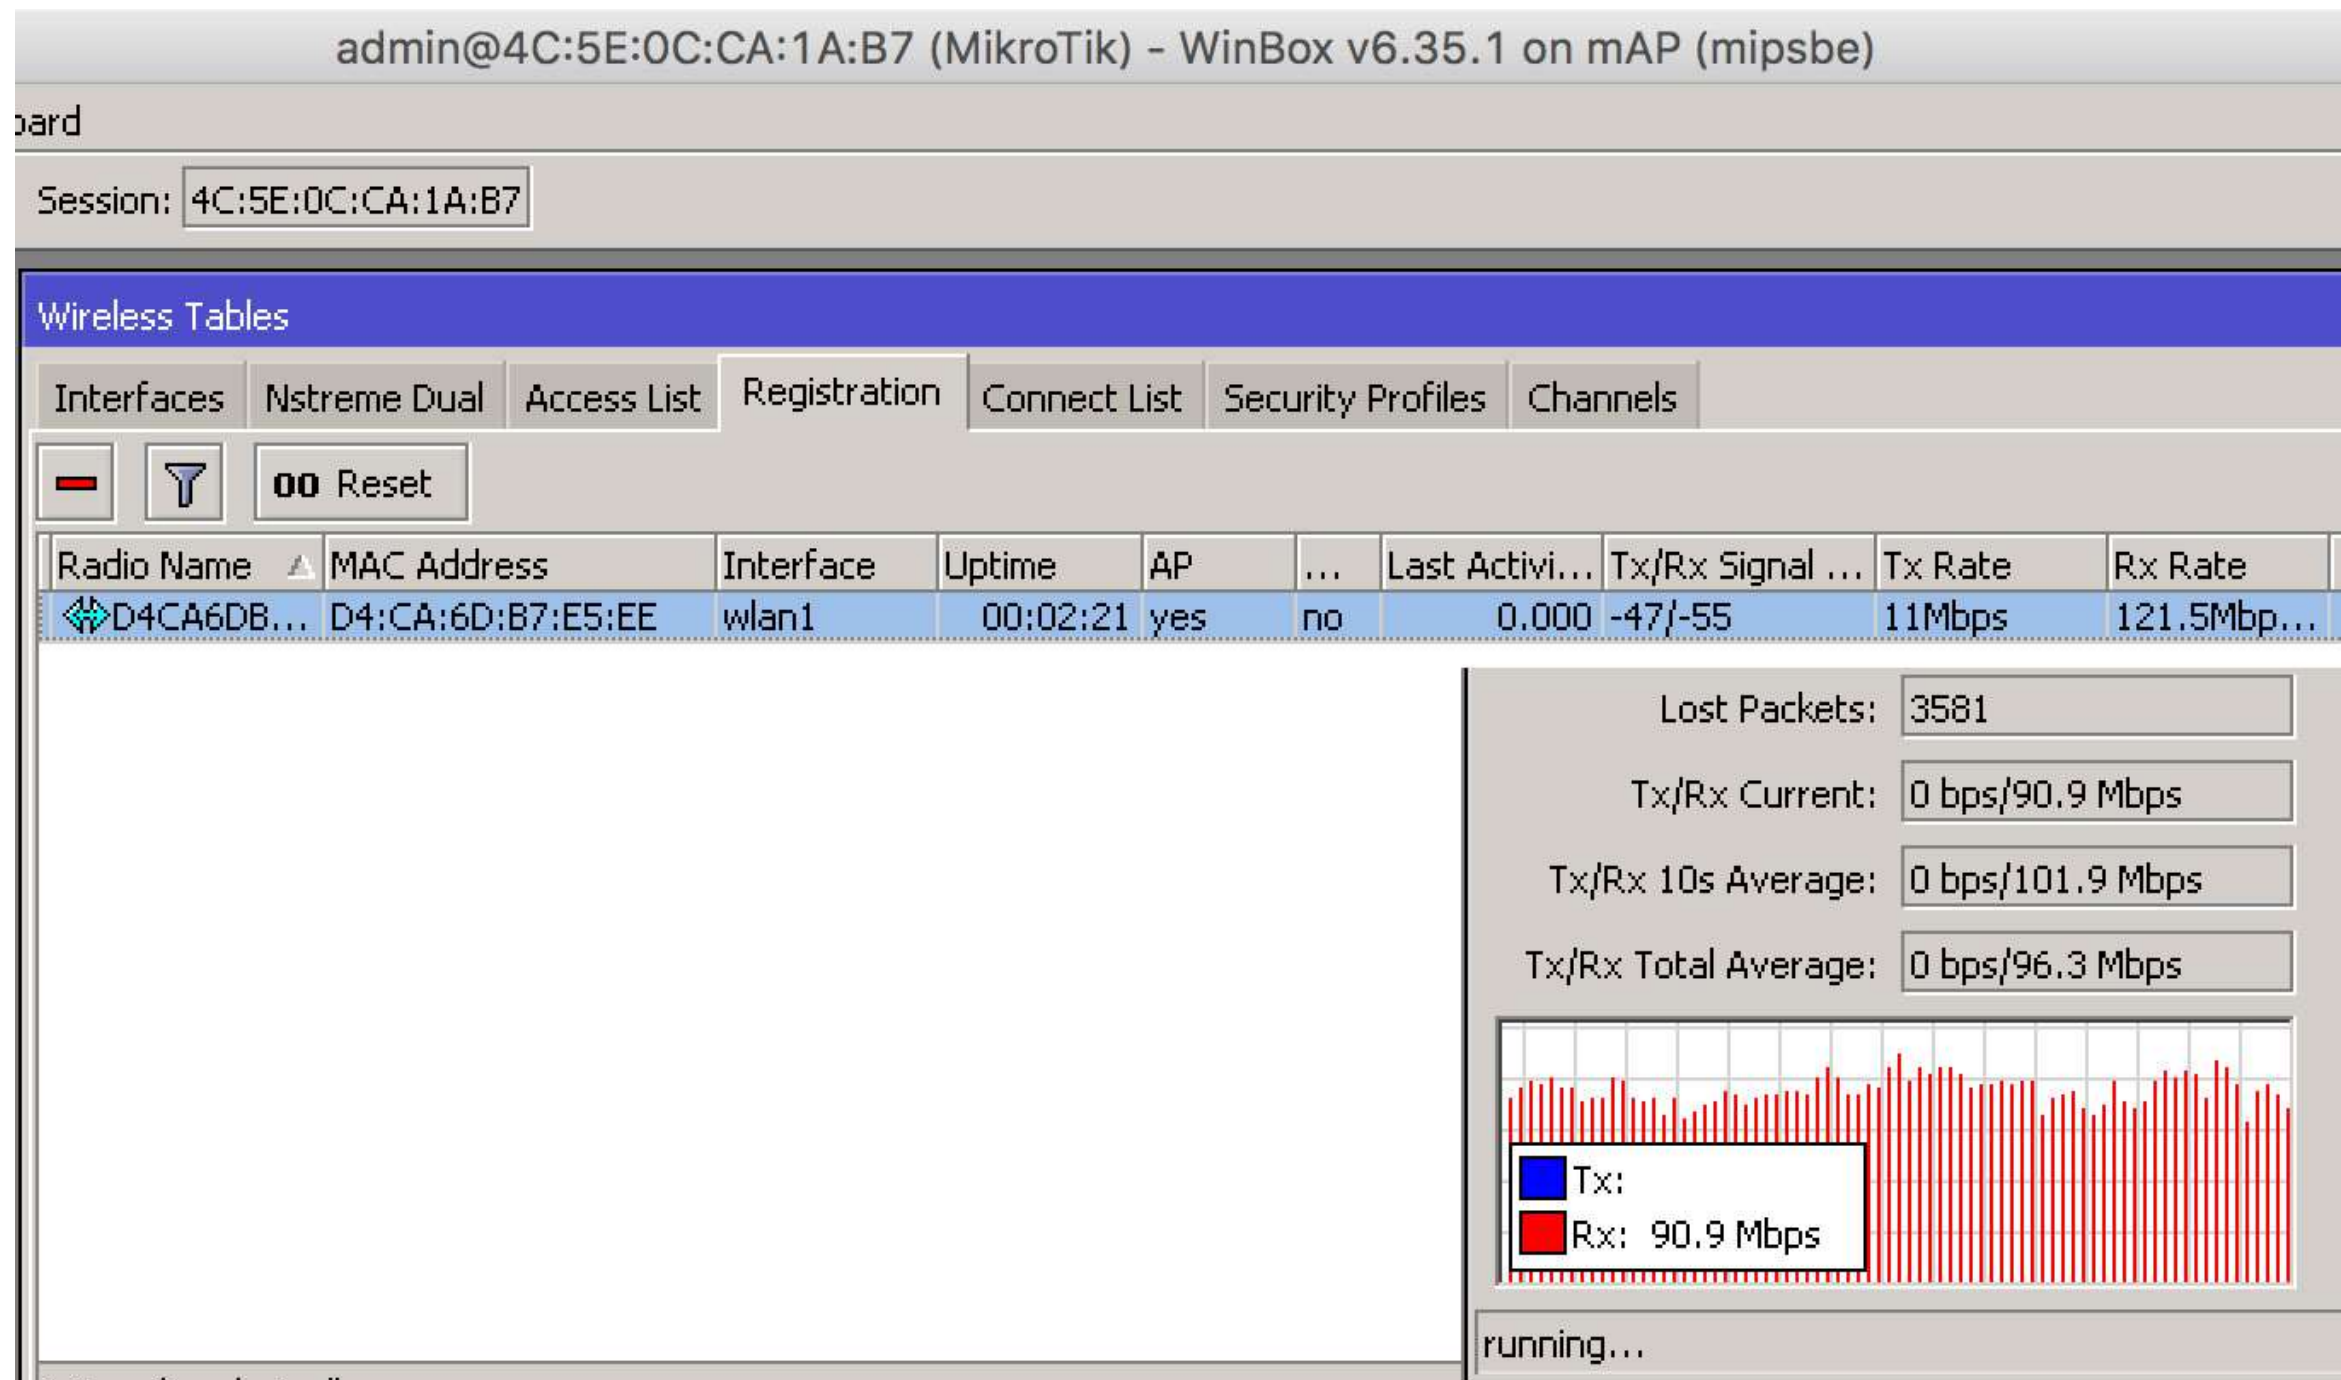 admin@4C:5E:0C:CA:1A:B7 (MikroTik) - WinBox v6.35.1 on mAP (mipsbe)
Session: 4C:5E:0C:CA:1A:B7
Wireless Tables
Interfaces Nstreme Dual Access List Registration Connect List Security Profiles Channels
00 Reset
Radio Name MAC Address Interface Uptime AP ... Last Activi... Tx/Rx Signal ... Tx Rate Rx Rate
D4CA6DB... D4:CA:6D:B7:E5:EE wlan1 00:02:21 yes no 0.000 -47/-55 11Mbps 121.5Mbp...
Lost Packets: 3581
Tx/Rx Current: 0 bps/90.9 Mbps
Tx/Rx 10s Average: 0 bps/101.9 Mbps
Tx/Rx Total Average: 0 bps/96.3 Mbps
Tx:
Rx: 90.9 Mbps
running...